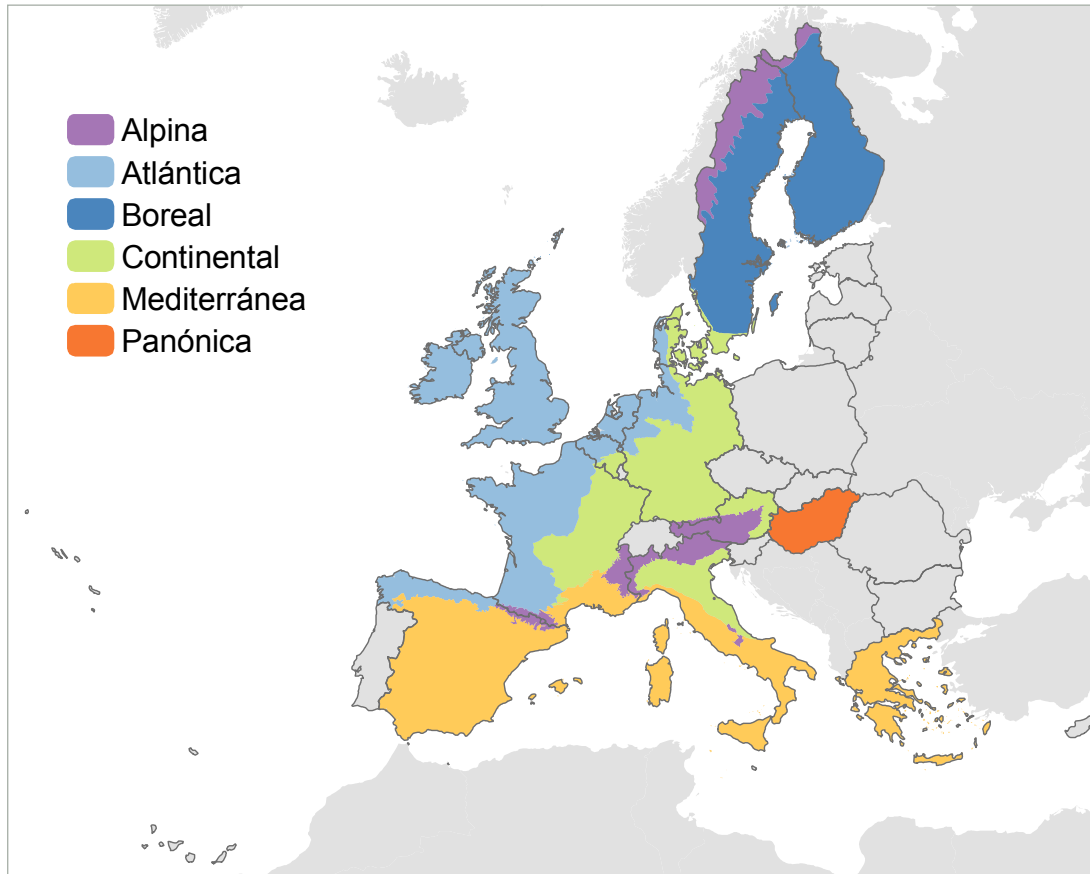 Alpina
Atlántica
Boreal
Continental
Mediterránea
Panónica